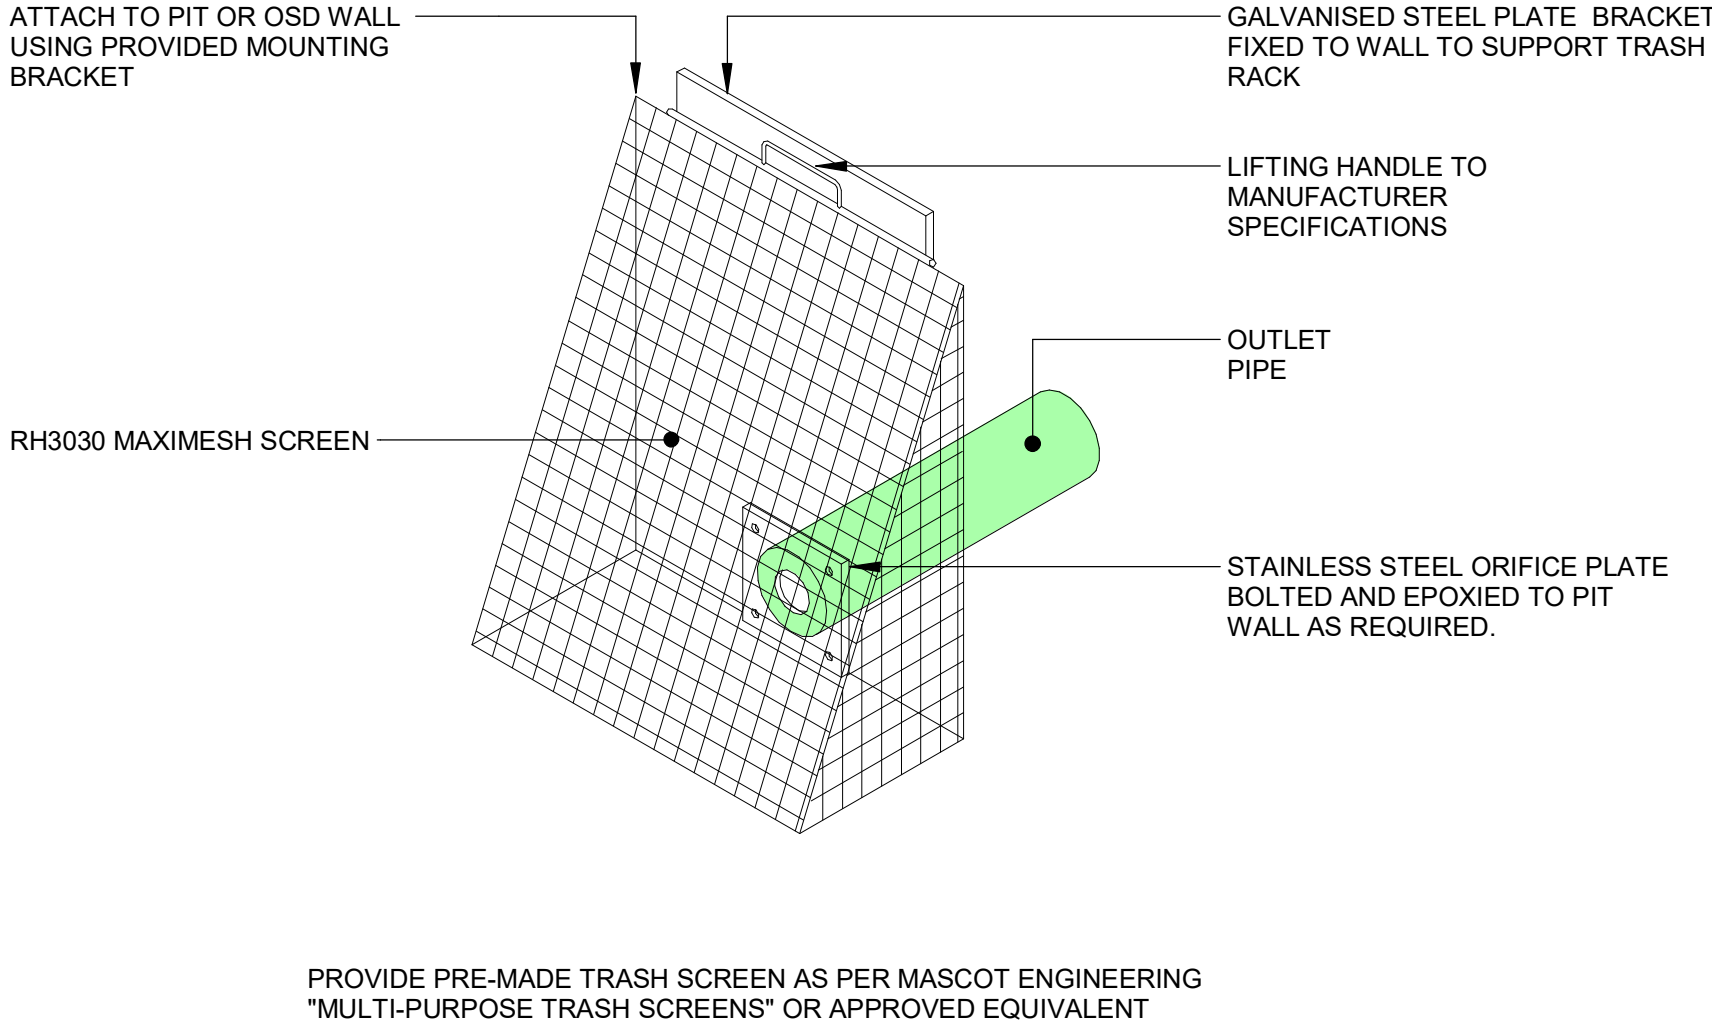 ATTACH TO PIT OR OSD WALL
USING PROVIDED MOUNTING
BRACKET
GALVANISED STEEL PLATE  BRACKET
FIXED TO WALL TO SUPPORT TRASH
RACK
LIFTING HANDLE TO
MANUFACTURER
SPECIFICATIONS
OUTLET
PIPE
RH3030 MAXIMESH SCREEN
STAINLESS STEEL ORIFICE PLATE
BOLTED AND EPOXIED TO PIT
WALL AS REQUIRED.
PROVIDE PRE-MADE TRASH SCREEN AS PER MASCOT ENGINEERING
"MULTI-PURPOSE TRASH SCREENS" OR APPROVED EQUIVALENT